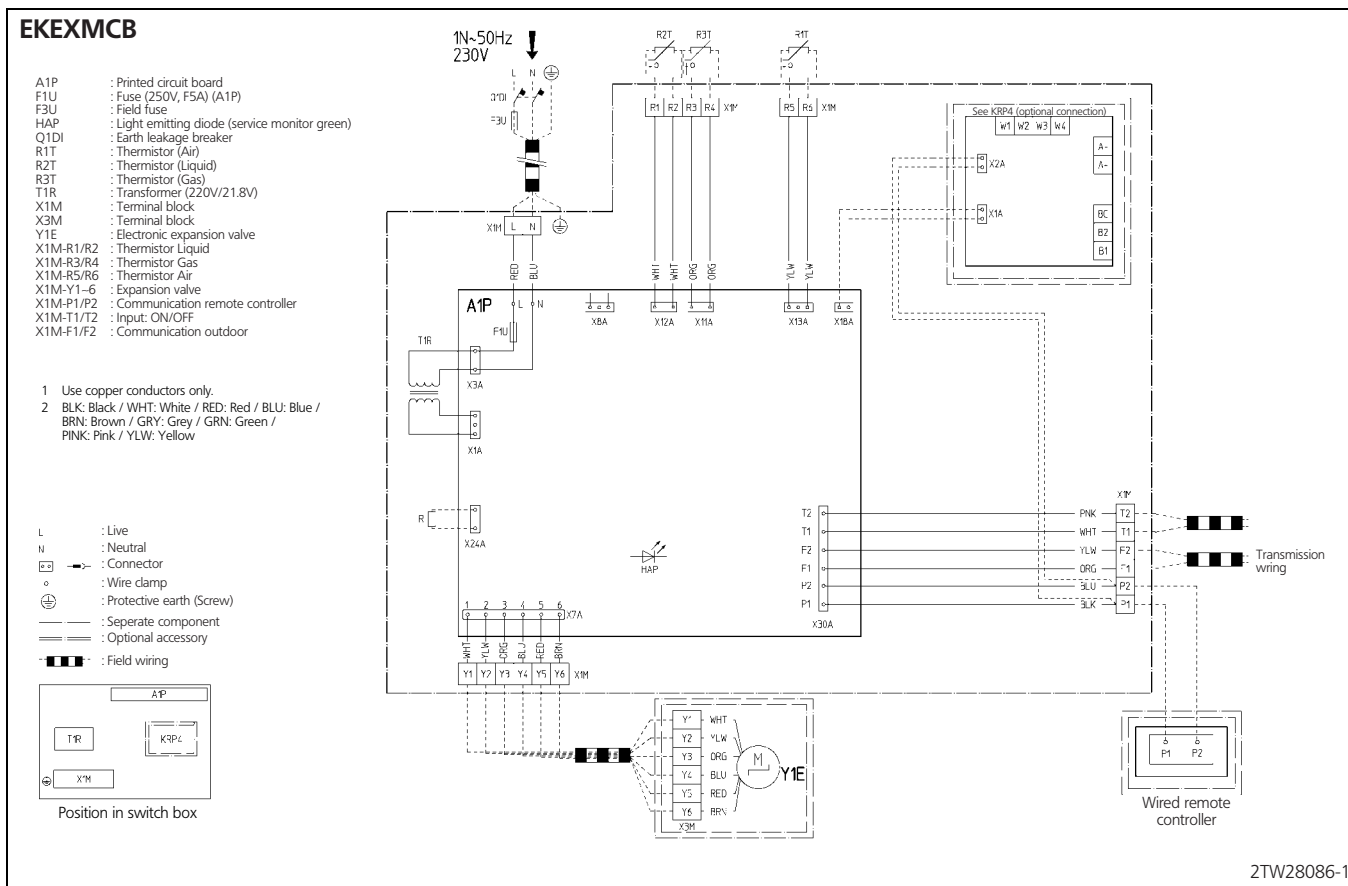 EKEXMCB
A1P : Printed circuit board
F1U : Fuse (250V, F5A) (A1P)
F3U : Field fuse
HAP : Light emitting diode (service monitor green)
Q1DI : Earth leakage breaker
R1T : Thermistor (Air)
R2T : Thermistor (Liquid)
R3T : Thermistor (Gas)
T1R : Transformer (220V/21.8V)
X1M : Terminal block
X3M : Terminal block
Y1E : Electronic expansion valve
X1M-R1/R2 : Thermistor Liquid
X1M-R3/R4 : Thermistor Gas
X1M-R5/R6 : Thermistor Air
X1M-Y1–6 : Expansion valve
X1M-P1/P2 : Communication remote controller
X1M-T1/T2 : Input: ON/OFF
X1M-F1/F2 : Communication outdoor
1 Use copper conductors only.
2 BLK: Black / WHT: White / RED: Red / BLU: Blue /
BRN: Brown / GRY: Grey / GRN: Green /
PINK: Pink / YLW: Yellow
L : Live
N : Neutral
: Connector
: Wire clamp
: Protective earth (Screw)
: Seperate component
: Optional accessory
: Field wiring
A1P
T1R KRP4
X1M
Position in switch box
1N~50Hz
230V
L N
Q1DI
F3U
X1M L N
RED BLU
R2T R3T R1T
R1 R2 R3 R4 X1M R5 R6 X1M
WHT WHT ORG ORG YLW YLW
See KRP4 (optional connection)
W1 W2 W3 W4
X2A
X1A
A-
A-
BC
B2
B1
A1P L N
F1U
X8A X12A X11A X13A X18A
T1R
X3A
X1A
R
X24A
HAP
X1M
T2 PNK T2
T1 WHT T1
F2 YLW F2
F1 ORG F1
P2 BLU P2
P1 BLK P1
X30A
Transmission
wiring
1 2 3 4 5 6 X7A
WHT YLW ORG BLU RED BRN
Y1 Y2 Y3 Y4 Y5 Y6 X1M
Y1 WHT
Y2 YLW
Y3 ORG
Y4 BLU
Y5 RED
Y6 BRN
X3M
M
Y1E
P1 P2
Wired remote
controller
2TW28086-1